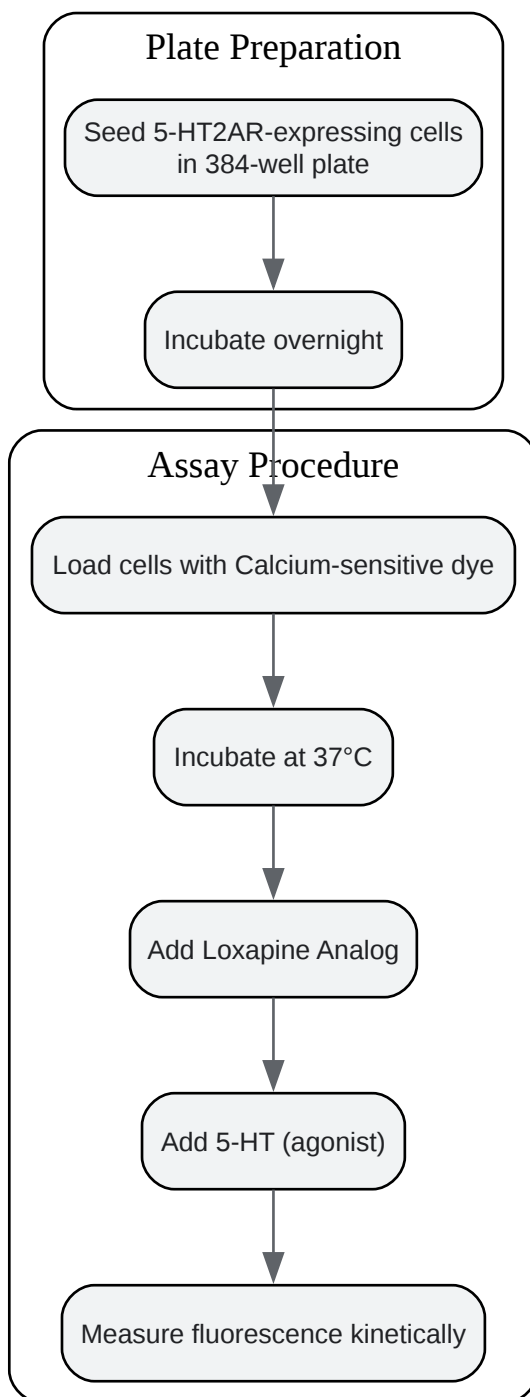 Plate Preparation
Seed 5-HT2AR-expressing cells
in 384-well plate
Incubate overnight
Assay Procedure
Load cells with Calcium-sensitive dye
Incubate at 37°C
Add Loxapine Analog
Add 5-HT (agonist)
Measure fluorescence kinetically